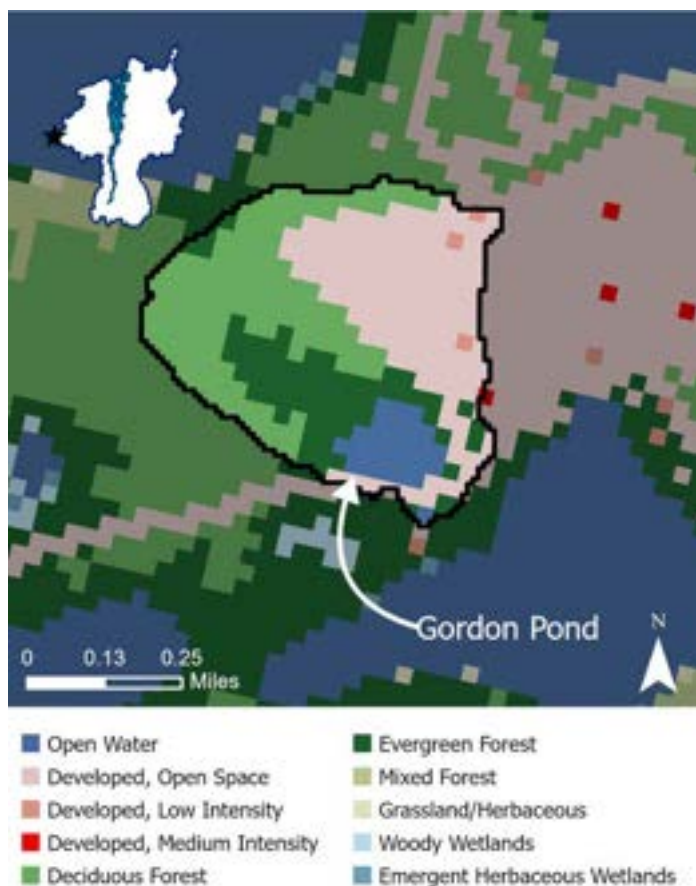 Gordon Pond
N
0 0.13 0.25
Miles
Open Water
Developed, Open Space
Developed, Low Intensity
Developed, Medium Intensity
Deciduous Forest
Evergreen Forest
Mixed Forest
Grassland/Herbaceous
Woody Wetlands
Emergent Herbaceous Wetlands